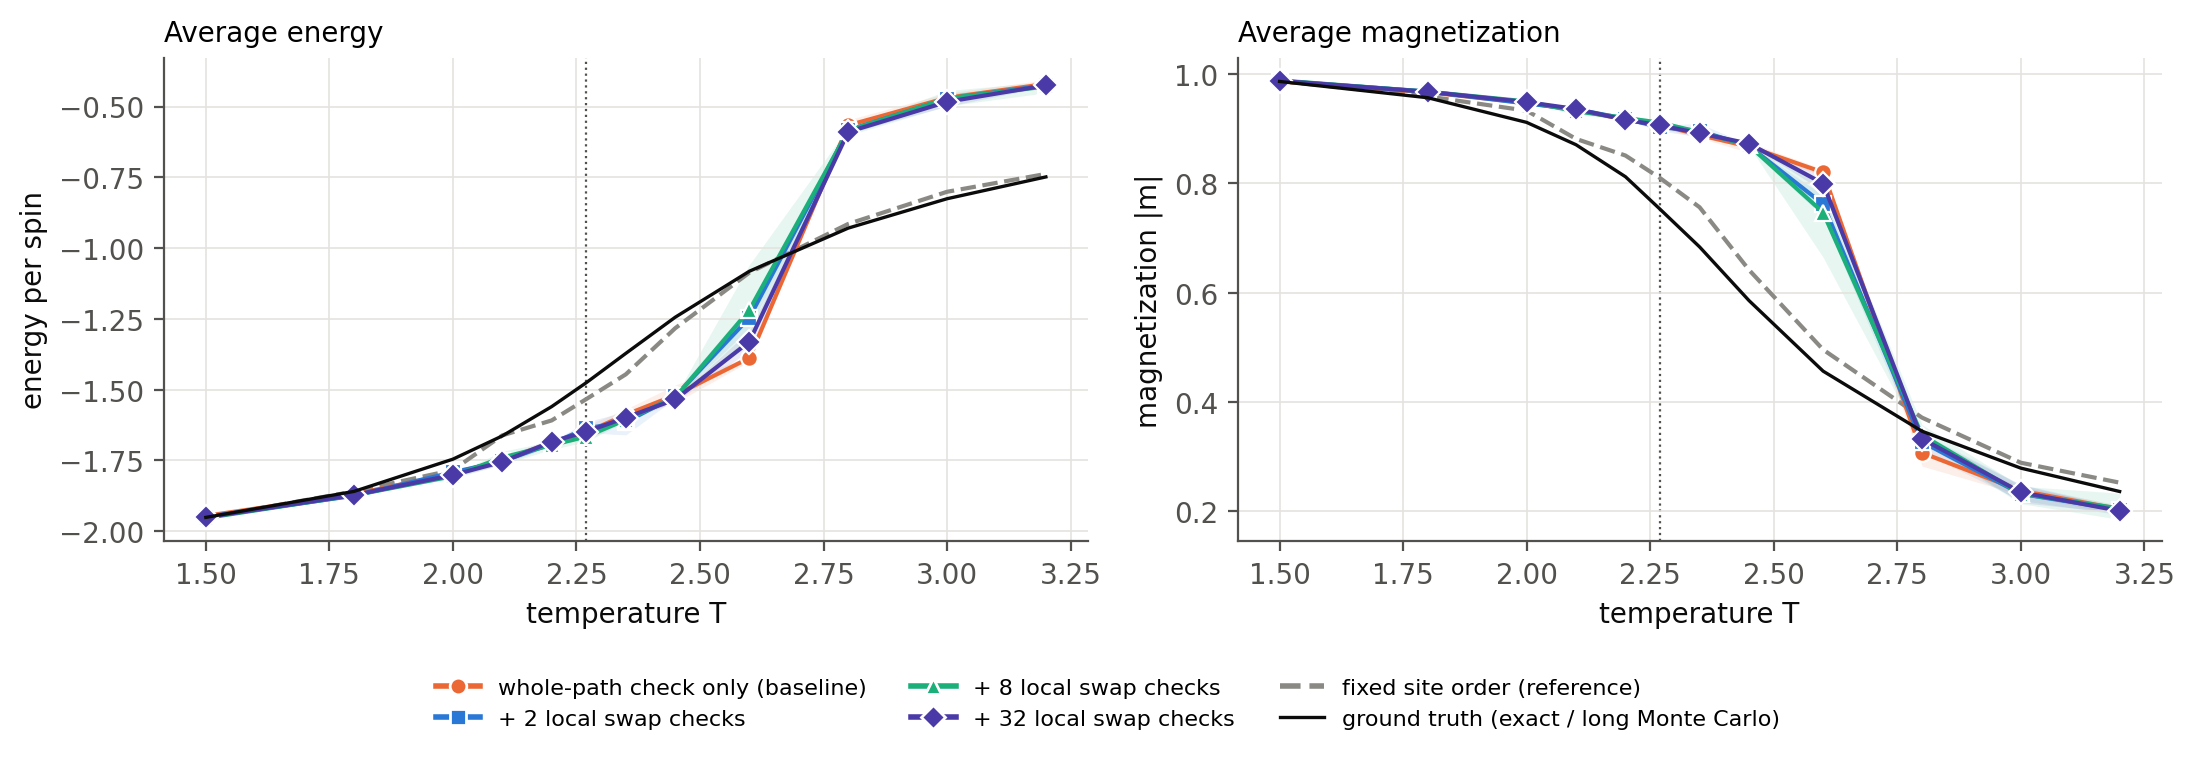 Average energy
Average magnetization
energy per spin
−0.50
−0.75
−1.00
−1.25
−1.50
−1.75
−2.00
1.50 1.75 2.00 2.25 2.50 2.75 3.00 3.25
temperature T
magnetization |m|
1.0
0.8
0.6
0.4
0.2
1.50 1.75 2.00 2.25 2.50 2.75 3.00 3.25
temperature T
whole-path check only (baseline)
+ 2 local swap checks
+ 8 local swap checks
+ 32 local swap checks
fixed site order (reference)
ground truth (exact / long Monte Carlo)